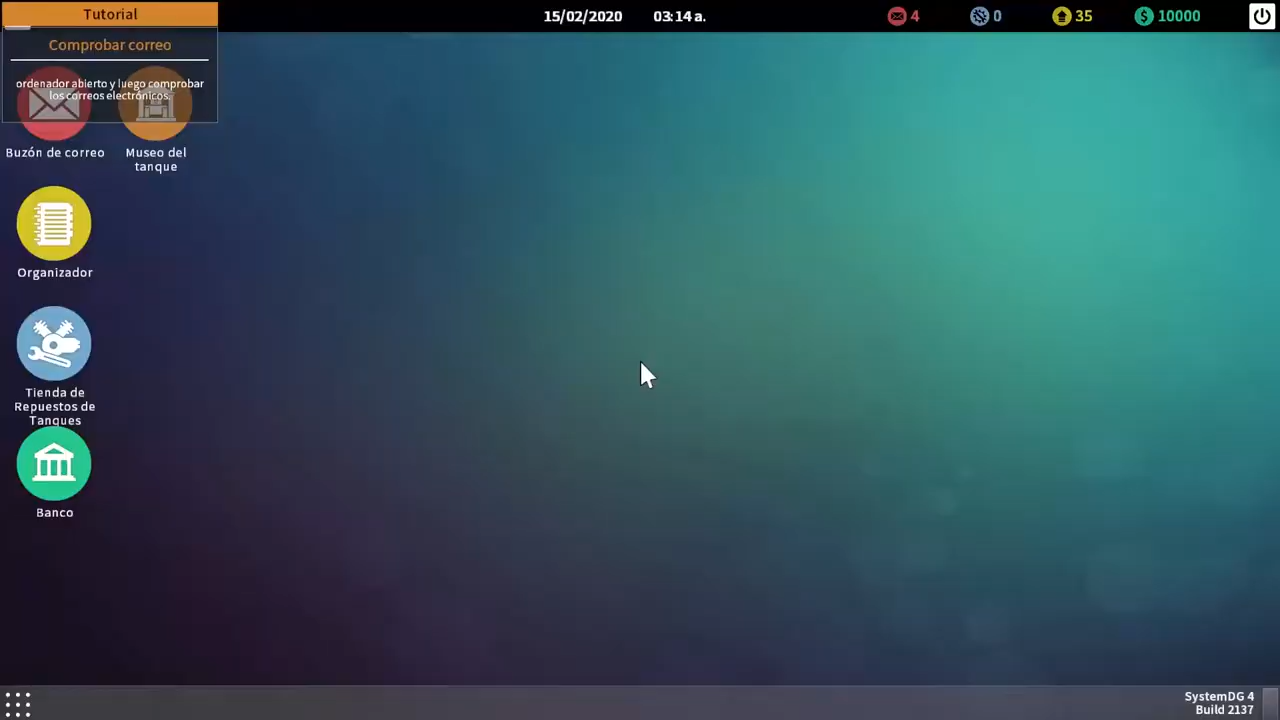 Tutorial
15/02/2020 03:14 a. 4 0 35 10000
Comprobar correo
ordenador abierto y luego comprobar
los correos electrónicos.
Buzón de correo
Museo del
tanque
Organizador
Tienda de
Repuestos de
Tanques
Banco
SystemDG 4
Build 2137